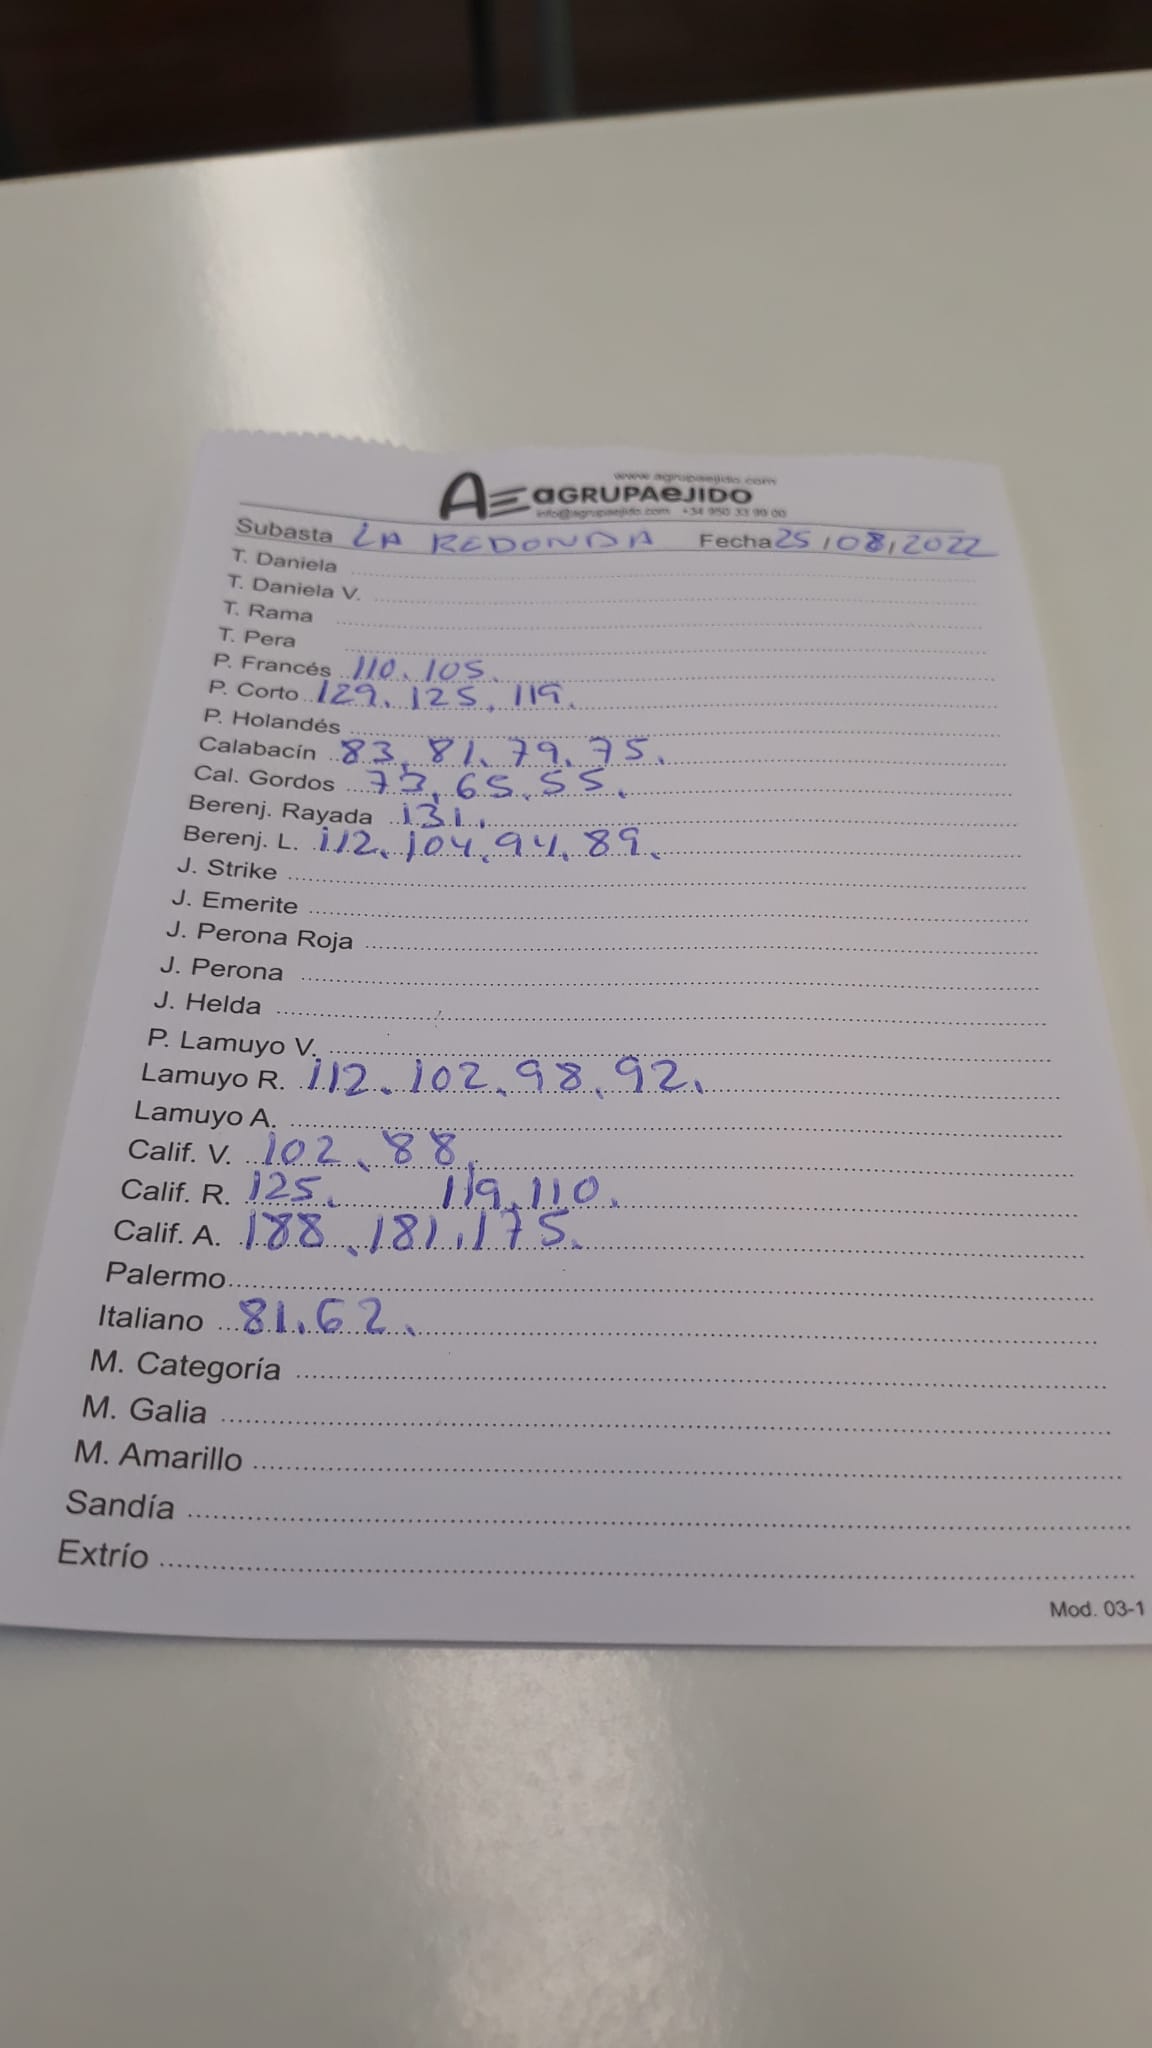 www.agrupaejido.com
AE aGRUPAeJIDO
info@agrupaejido.com +34 950 33 99 00
Subasta LA REDONDA Fecha 25/08/2022
T. Daniela
T. Daniela V.
T. Rama
T. Pera
P. Francés 110. 105.
P. Corto 129. 125. 119.
P. Holandés
Calabacín 83. 81. 79. 75.
Cal. Gordos 73. 65. 55.
Berenj. Rayada 131.
Berenj. L. 112. 104. 94. 89.
J. Strike
J. Emerite
J. Perona Roja
J. Perona
J. Helda
P. Lamuyo V.
Lamuyo R. 112. 102. 98. 92.
Lamuyo A.
Calif. V. 102. 88.
Calif. R. 125. 119. 110.
Calif. A. 188. 181. 175.
Palermo
Italiano 81. 62.
M. Categoría
M. Galia
M. Amarillo
Sandía
Extrío
Mod. 03-1